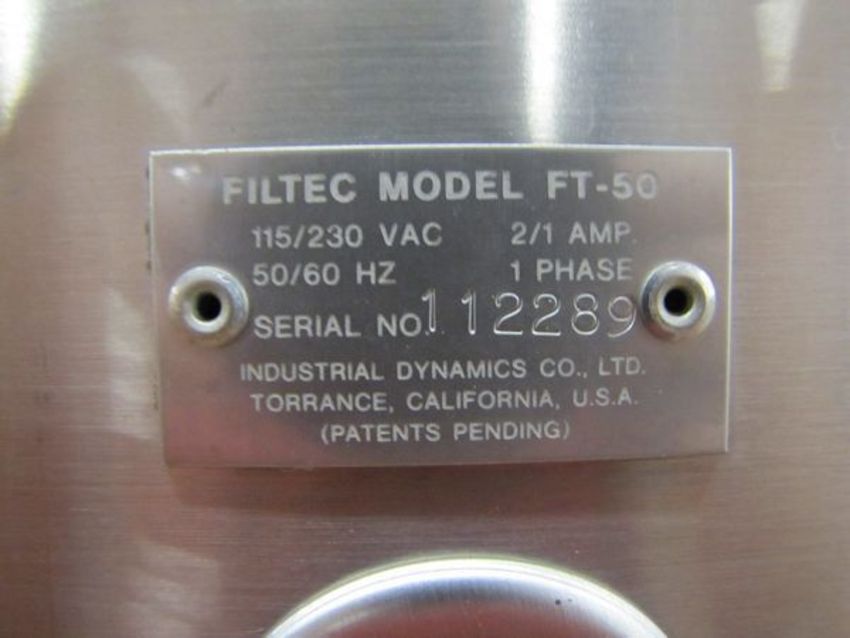 FILTEC MODEL FT-50
115/230 VAC 2/1 AMP.
50/60 HZ 1 PHASE
SERIAL NO. 112289
INDUSTRIAL DYNAMICS CO., LTD.
TORRANCE, CALIFORNIA, U.S.A.
(PATENTS PENDING)